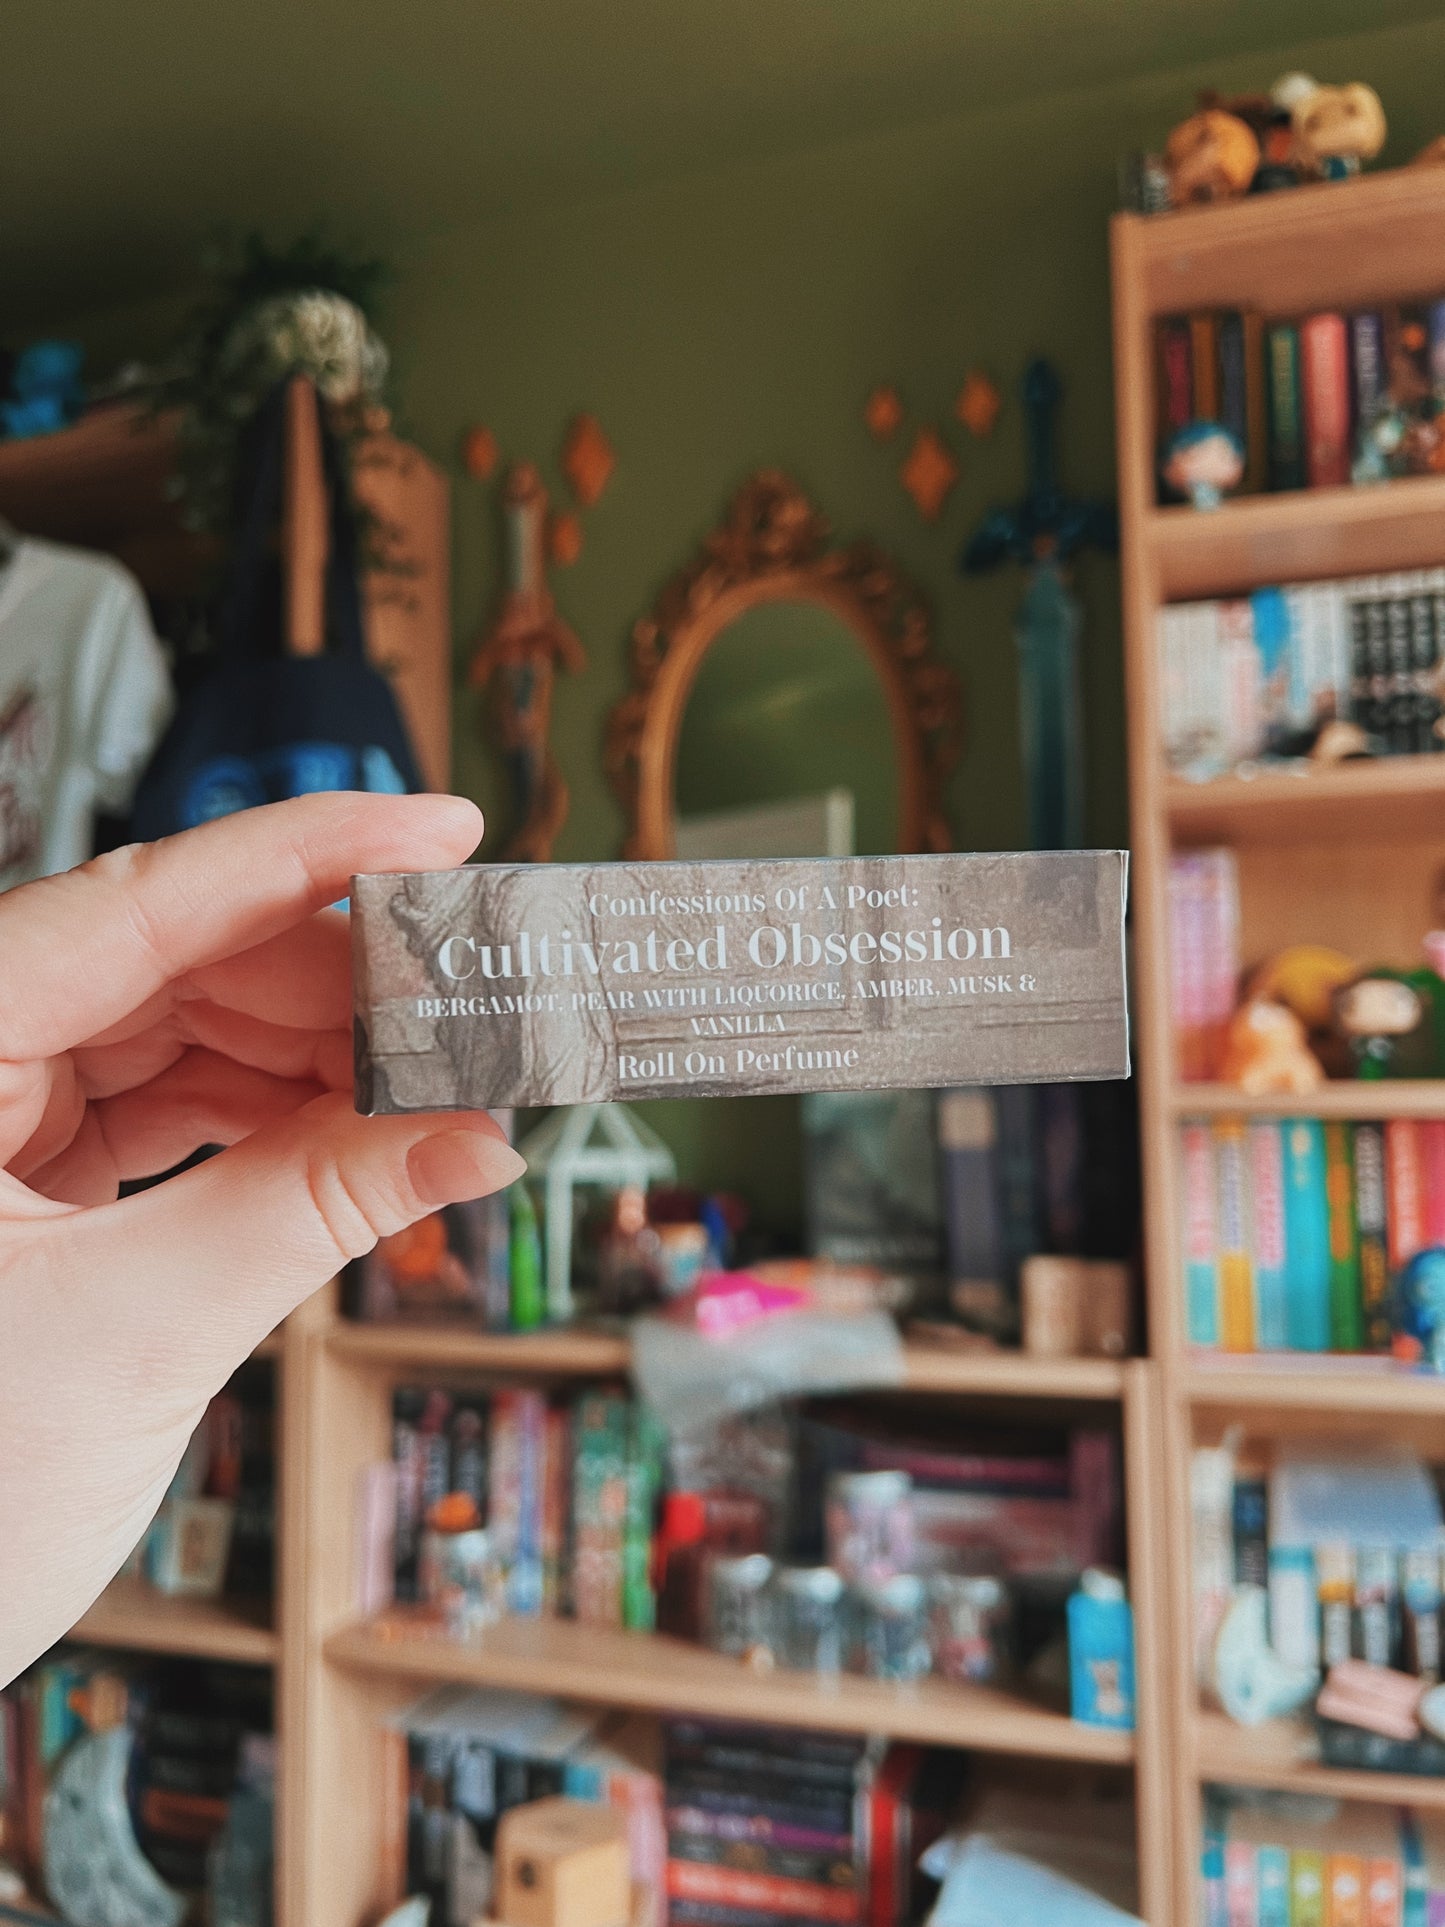 Confessions Of A Poet:
Cultivated Obsession
BERGAMOT, PEAR WITH LIQUORICE, AMBER, MUSK &
VANILLA
Roll On Perfume